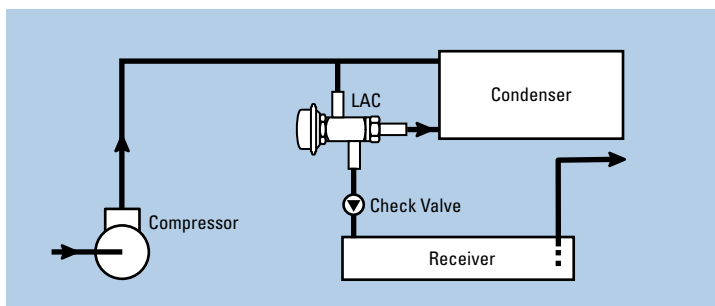 Condenser
LAC
Check Valve
Compressor
Receiver